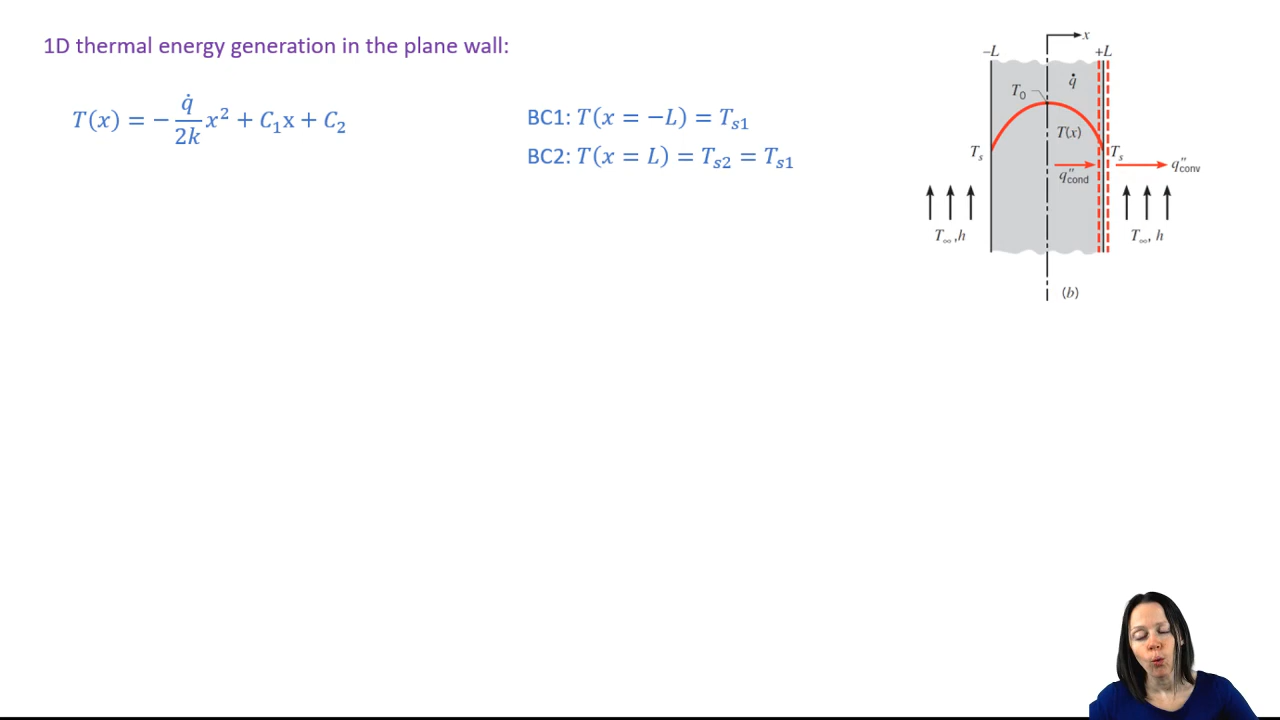 1D thermal energy generation in the plane wall:
T(x) = − q̇/2k x² + C₁x + C₂
BC1: T(x = −L) = Tₛ₁
BC2: T(x = L) = Tₛ₂ = Tₛ₁
x
−L
+L
q̇
T₀
T(x)
Tₛ
Tₛ
q″cond
q″conv
T∞,h
T∞, h
(b)